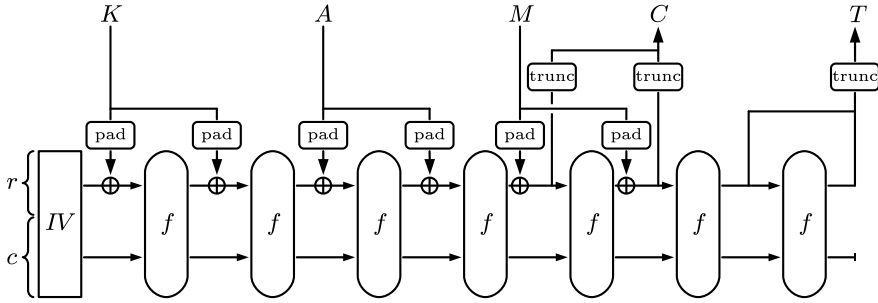 K A M C T
trunc trunc trunc
pad pad pad pad pad pad
r
IV f f f f f f f
c